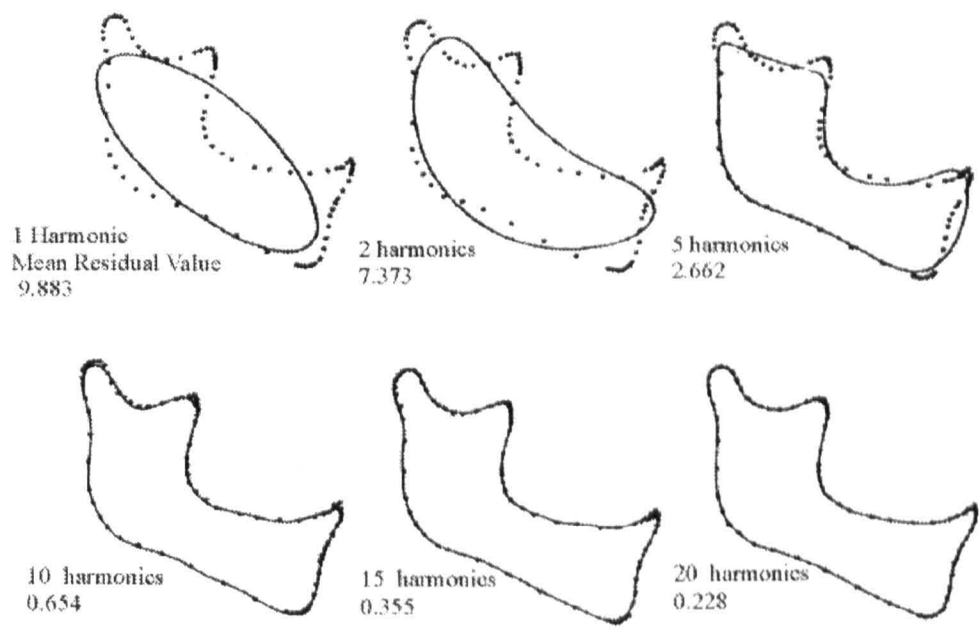 1 Harmonic
Mean Residual Value
9.883
2 harmonics
7.373
5 harmonics
2.662
10 harmonics
0.654
15 harmonics
0.355
20 harmonics
0.228